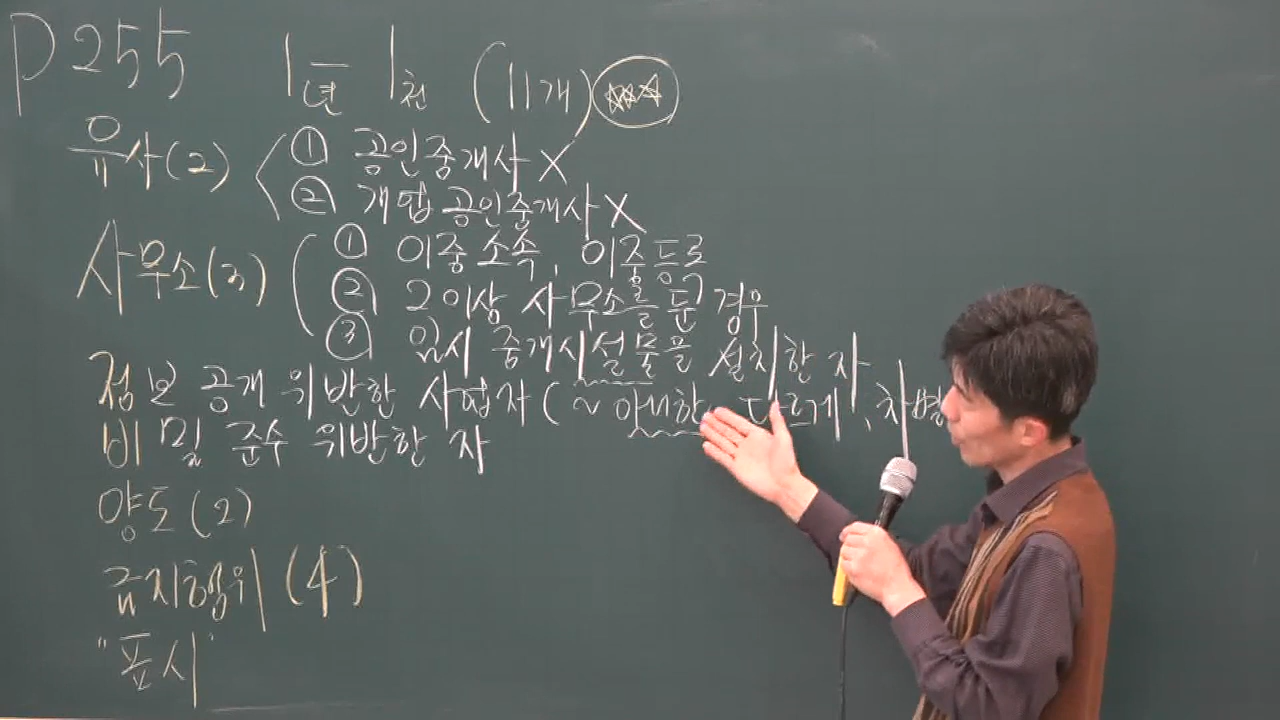 P255
1년 1천 (11개)
유사(2)
① 공인중개사 X
② 개업 공인중개사 X
사무소(3)
① 이중소속, 이중등록
② 2이상 사무소를 둔 경우
③ 임시 중개시설물을 설치한 자
정보 공개 위반한 사업자 (~ 아니한, 다르게, 차별
비밀 준수 위반한 자
양도(2)
금지행위(4)
"표시"